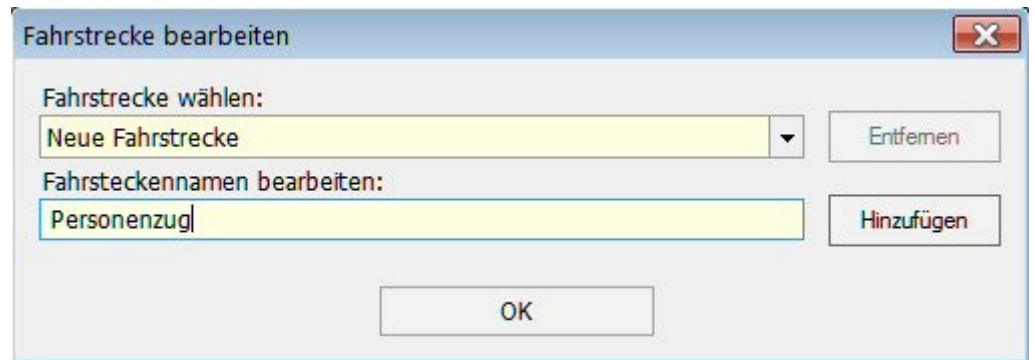 Fahrstrecke bearbeiten
Fahrstrecke wählen:
Neue Fahrstrecke
Entfernen
Fahrsteckennamen bearbeiten:
Personenzug
Hinzufügen
OK